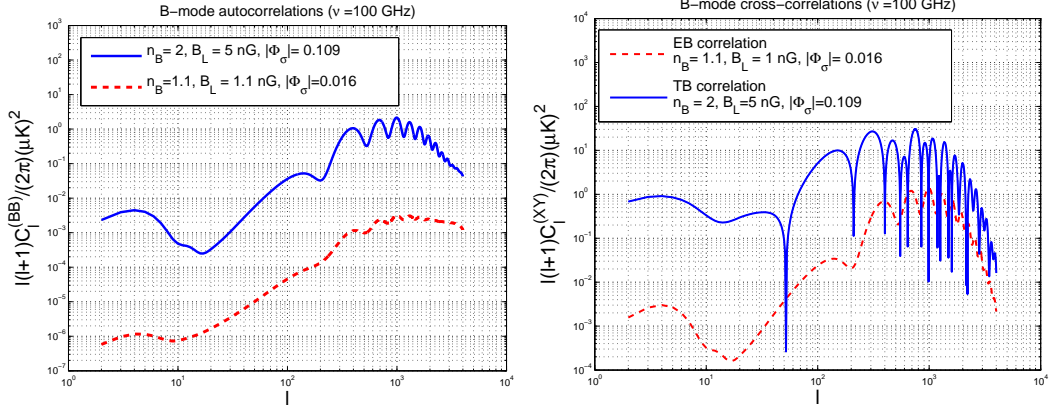 B−mode autocorrelations (ν =100 GHz)
n_B= 2, B_L = 5 nG, |Φ_σ|= 0.109
n_B=1.1, B_L = 1.1 nG, |Φ_σ|=0.016
l(l+1)C_l^(BB)/(2π)(μK)^2
10^3
10^2
10^1
10^0
10^−1
10^−2
10^−3
10^−4
10^−5
10^−6
10^−7
10^0 10^1 10^2 10^3 10^4
l
B−mode cross−correlations (ν =100 GHz)
EB correlation
n_B= 1.1, B_L = 1 nG, |Φ_σ|= 0.016
TB correlation
n_B = 2, B_L=5 nG, |Φ_σ|=0.109
l(l+1)C_l^(XY)/(2π)(μK)^2
10^4
10^3
10^2
10^1
10^0
10^−1
10^−2
10^−3
10^−4
10^0 10^1 10^2 10^3 10^4
l